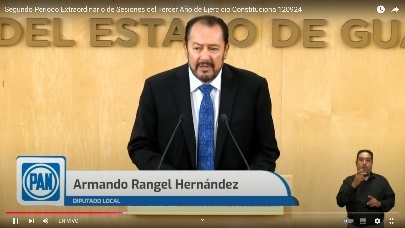 Segundo Periodo Extraordinario de Sesiones del Tercer Año de Ejercicio Constitucional 120924
DEL ESTADO DE GUA
PAN
Armando Rangel Hernández
DIPUTADO LOCAL
EN VIVO